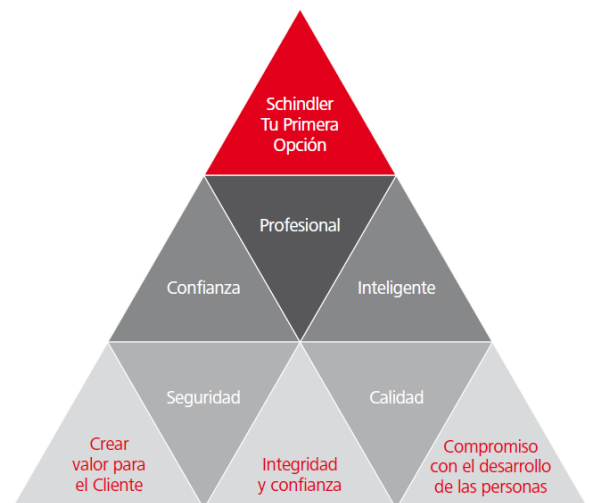 Schindler
Tu Primera
Opción
Profesional
Confianza
Inteligente
Seguridad
Calidad
Crear
valor para
el Cliente
Integridad
y confianza
Compromiso
con el desarrollo
de las personas